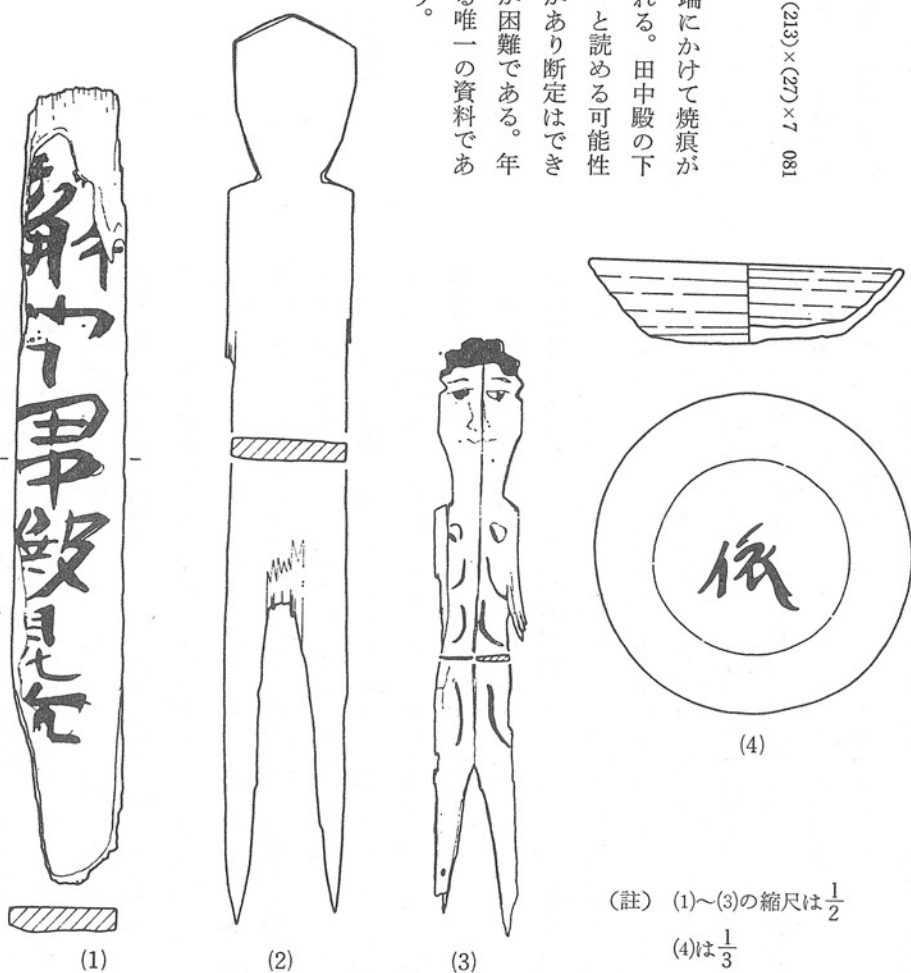 (213)×(27)×7　081
端にかけて焼痕が
れる。田中殿の下
と読める可能性
があり断定はでき
が困難である。年
る唯一の資料であ
う。
解田中殿
依
(1)
(2)
(3)
(4)
（註）　(1)〜(3)の縮尺は1/2
(4)は1/3